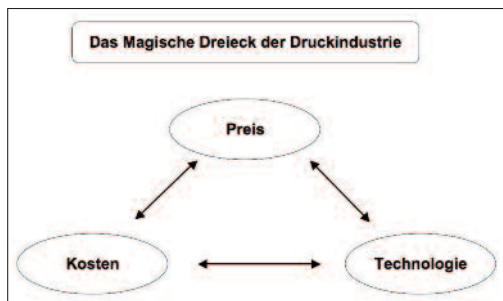 Das Magische Dreieck der Druckindustrie
Preis
Kosten
Technologie